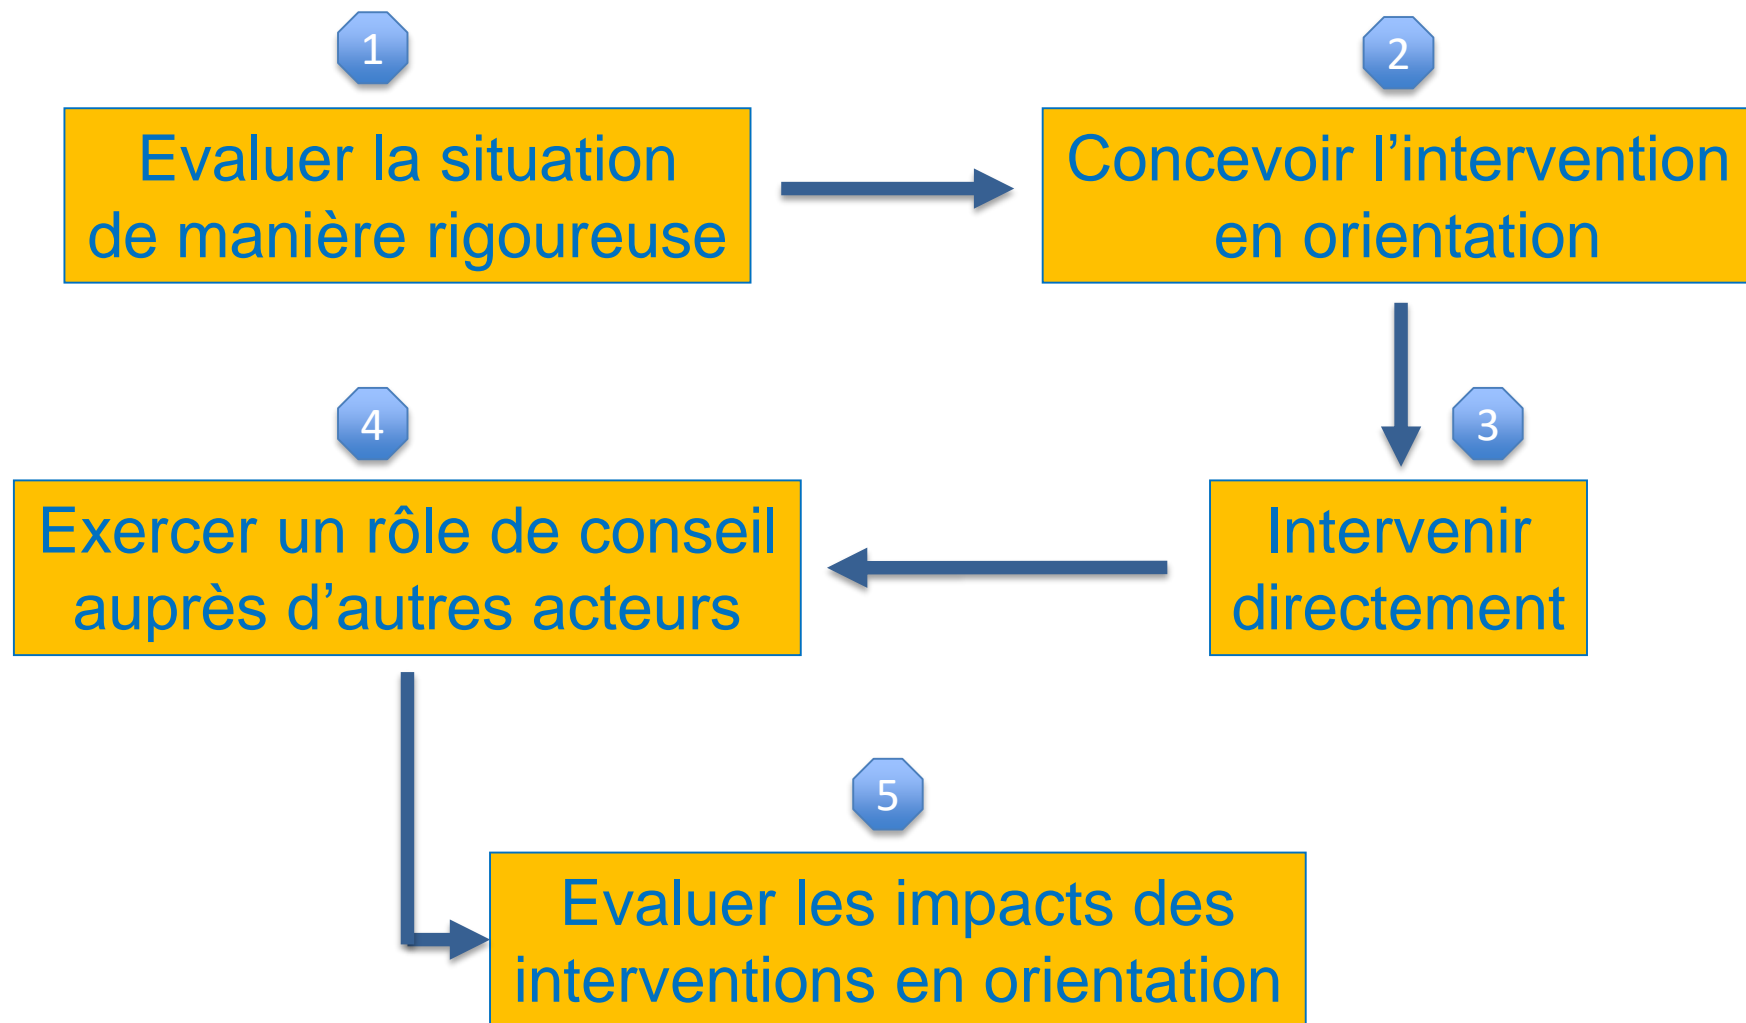 1
Evaluer la situation
de manière rigoureuse
2
Concevoir l’intervention
en orientation
3
Intervenir
directement
4
Exercer un rôle de conseil
auprès d’autres acteurs
5
Evaluer les impacts des
interventions en orientation